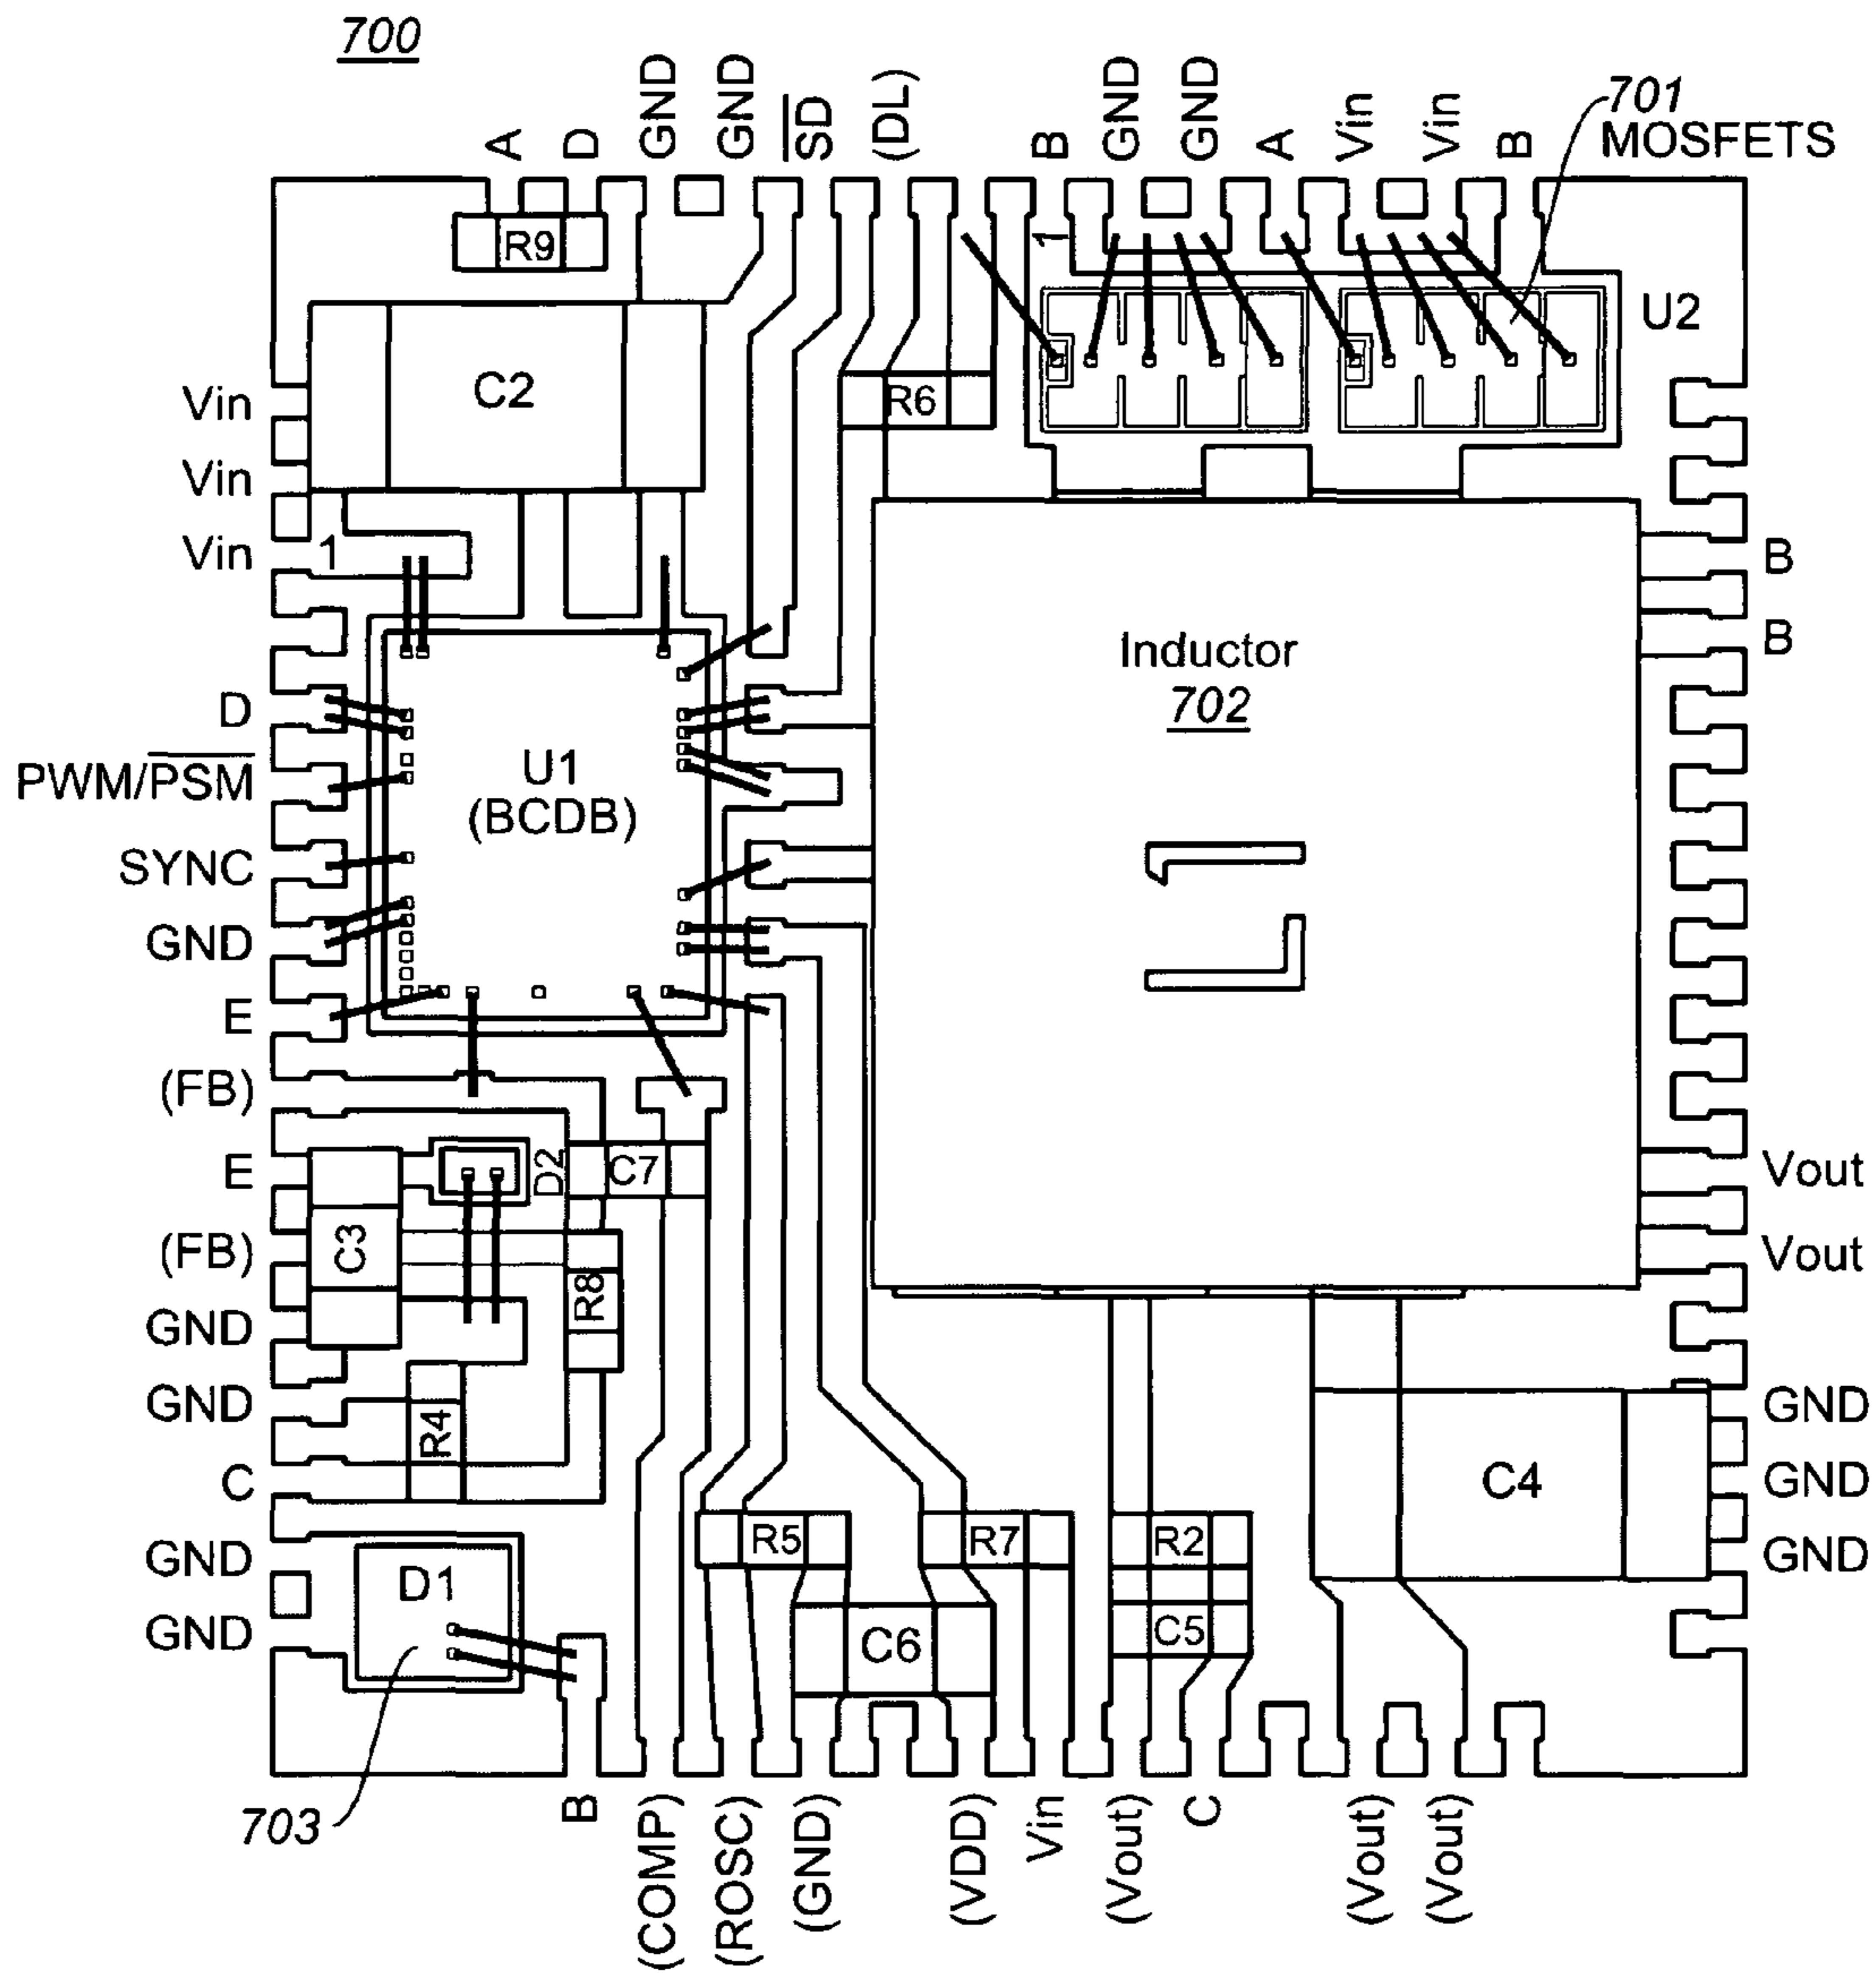 700
A
D
GND
GND
SD
(DL)
B
GND
GND
A
Vin
Vin
B
701
MOSFETS
R9
1
U2
C2
R6
Vin
Vin
Vin
1
B
B
Inductor
702
D
U1
(BCDB)
PWM/PSM
SYNC
GND
E
(FB)
E
D2
C7
Vout
(FB)
C3
Vout
R8
GND
GND
R4
GND
C
C4
GND
GND
R5
R7
R2
GND
D1
GND
C6
C5
703
B
(COMP)
(ROSC)
(GND)
(VDD)
Vin
(Vout)
C
(Vout)
(Vout)